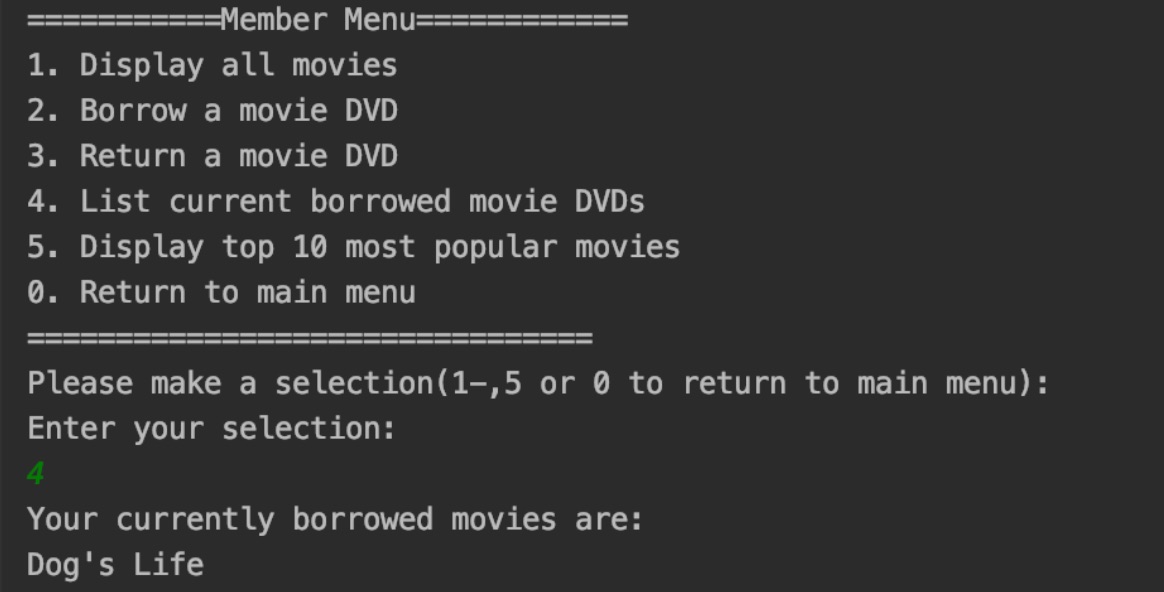 ===========Member Menu============
1. Display all movies
2. Borrow a movie DVD
3. Return a movie DVD
4. List current borrowed movie DVDs
5. Display top 10 most popular movies
0. Return to main menu
================================
Please make a selection(1-,5 or 0 to return to main menu):
Enter your selection:
4
Your currently borrowed movies are:
Dog's Life